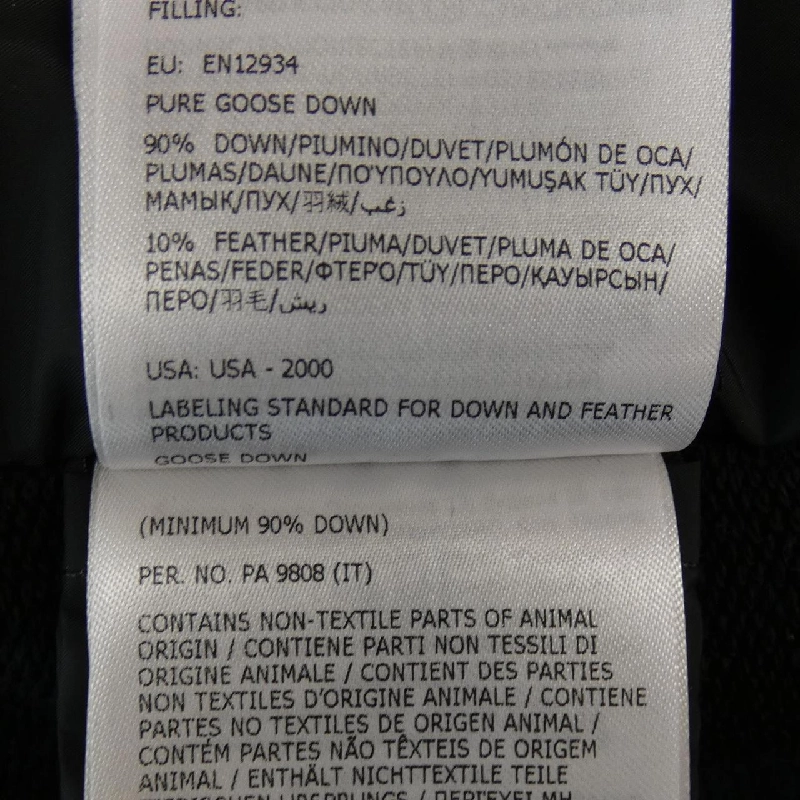 FILLING:
EU: EN12934
PURE GOOSE DOWN
90% DOWN/PIUMINO/DUVET/PLUMÓN DE OCA/
PLUMAS/DAUNE/ΠΟΎΠΟΥΛΟ/YUMUŞAK TÜY/ПУХ/
МАМЫҚ/ПУХ/羽絨/زغب
10% FEATHER/PIUMA/DUVET/PLUMA DE OCA/
PENAS/FEDER/ΦΤΕΡΌ/TÜY/ПЕРО/ҚАУЫРСЫН/
ПЕРО/羽毛/ريش
USA: USA - 2000
LABELING STANDARD FOR DOWN AND FEATHER
PRODUCTS
GOOSE DOWN
(MINIMUM 90% DOWN)
PER. NO. PA 9808 (IT)
CONTAINS NON-TEXTILE PARTS OF ANIMAL
ORIGIN / CONTIENE PARTI NON TESSILI DI
ORIGINE ANIMALE / CONTIENT DES PARTIES
NON TEXTILES D'ORIGINE ANIMALE / CONTIENE
PARTES NO TEXTILES DE ORIGEN ANIMAL /
CONTÉM PARTES NÃO TÊXTEIS DE ORIGEM
ANIMAL / ENTHÄLT NICHTTEXTILE TEILE